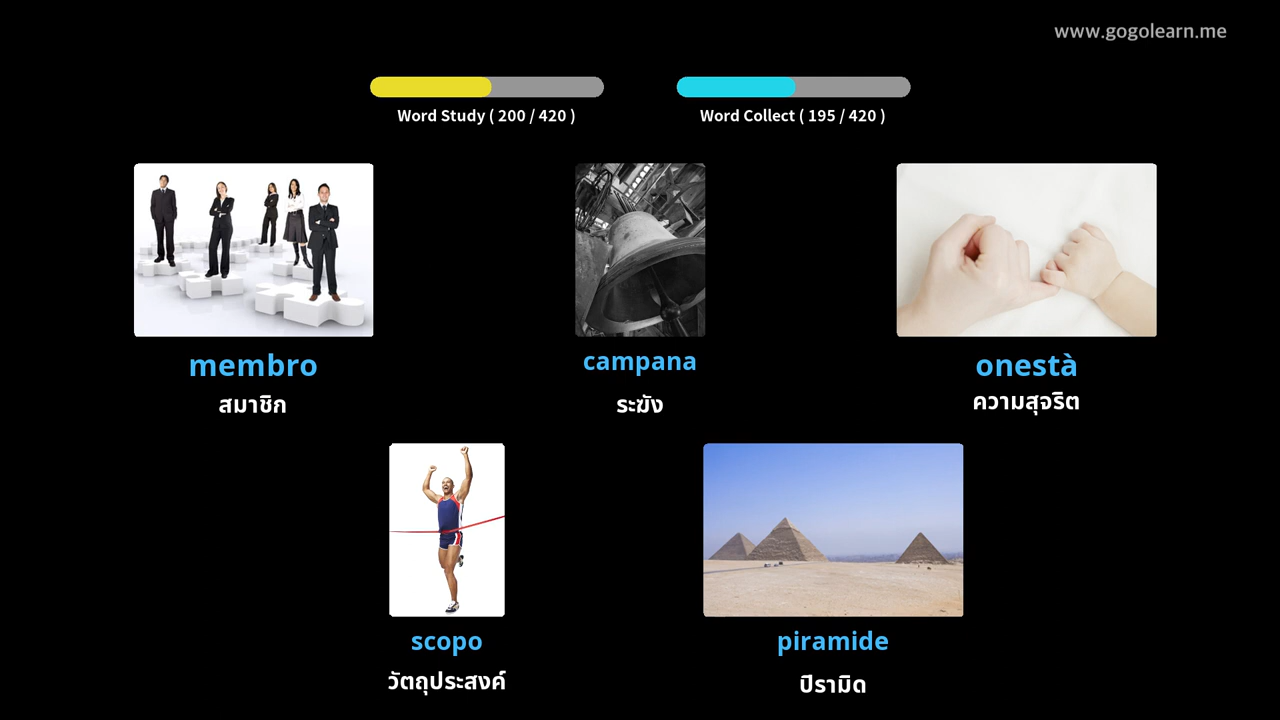 www.gogolearn.me
Word Study ( 200 / 420 )
Word Collect ( 195 / 420 )
membro
สมาชิก
campana
ระฆัง
onestà
ความสุจริต
scopo
วัตถุประสงค์
piramide
ปิรามิด